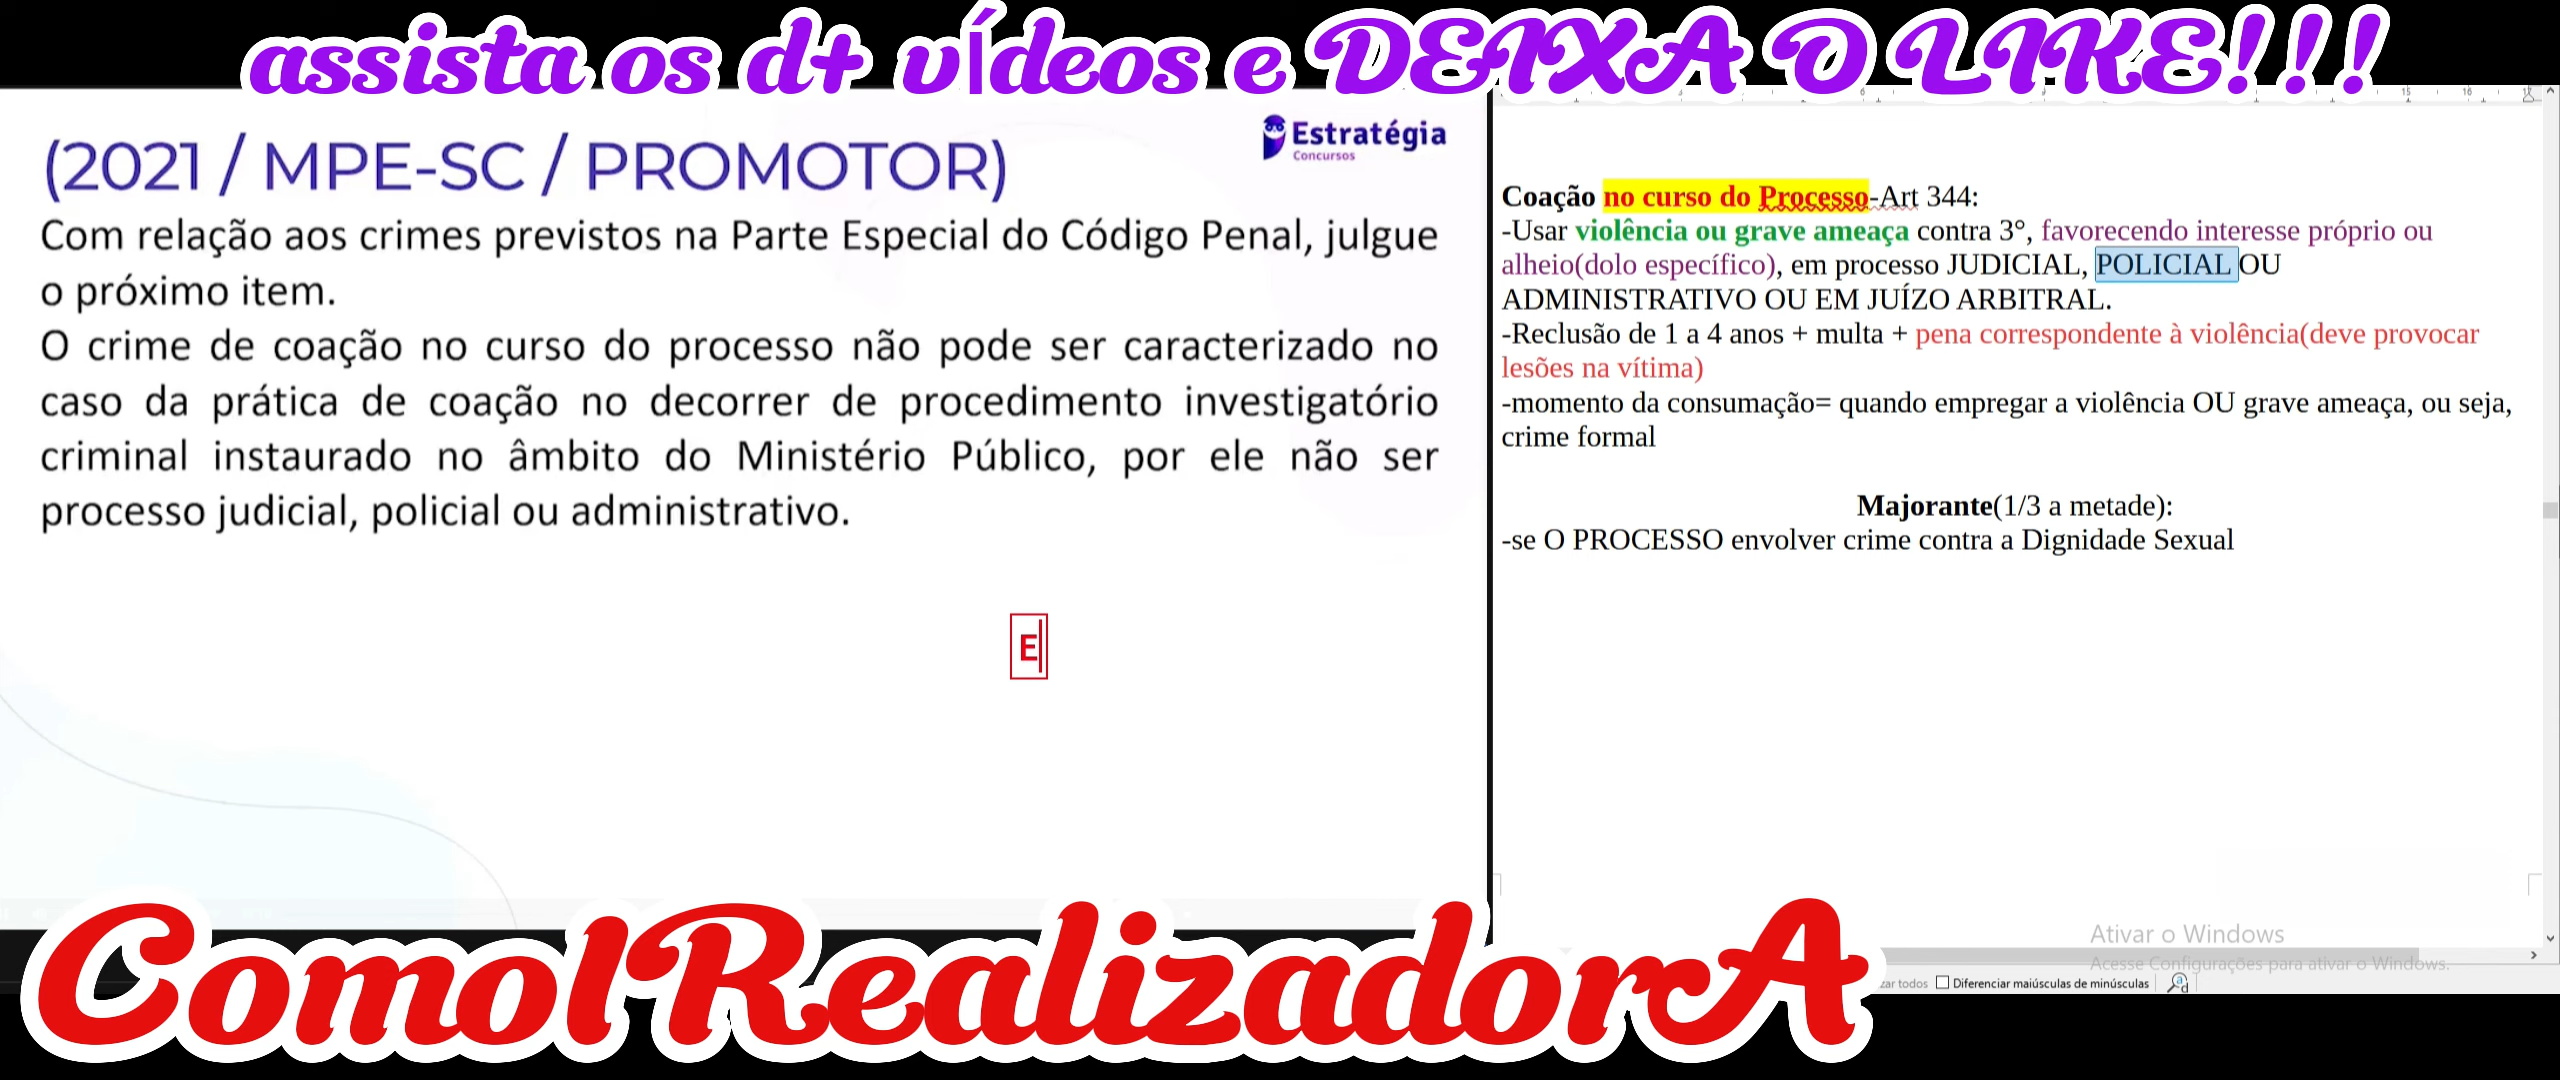 assista os d+ vÍdeos e DEIXA O LIKE!!!
(2021 / MPE-SC / PROMOTOR)
Estratégia
Concursos
Com relação aos crimes previstos na Parte Especial do Código Penal, julgue
o próximo item.
O crime de coação no curso do processo não pode ser caracterizado no
caso da prática de coação no decorrer de procedimento investigatório
criminal instaurado no âmbito do Ministério Público, por ele não ser
processo judicial, policial ou administrativo.
E
15 16
Coação no curso do Processo-Art 344:
-Usar violência ou grave ameaça contra 3°, favorecendo interesse próprio ou
alheio(dolo específico), em processo JUDICIAL, POLICIAL OU
ADMINISTRATIVO OU EM JUÍZO ARBITRAL.
-Reclusão de 1 a 4 anos + multa + pena correspondente à violência(deve provocar
lesões na vítima)
-momento da consumação= quando empregar a violência OU grave ameaça, ou seja,
crime formal
Majorante(1/3 a metade):
-se O PROCESSO envolver crime contra a Dignidade Sexual
Ativar o Windows
Acesse Configurações para ativar o Windows.
todos Diferenciar maiúsculas de minúsculas
ComolRealizadorA